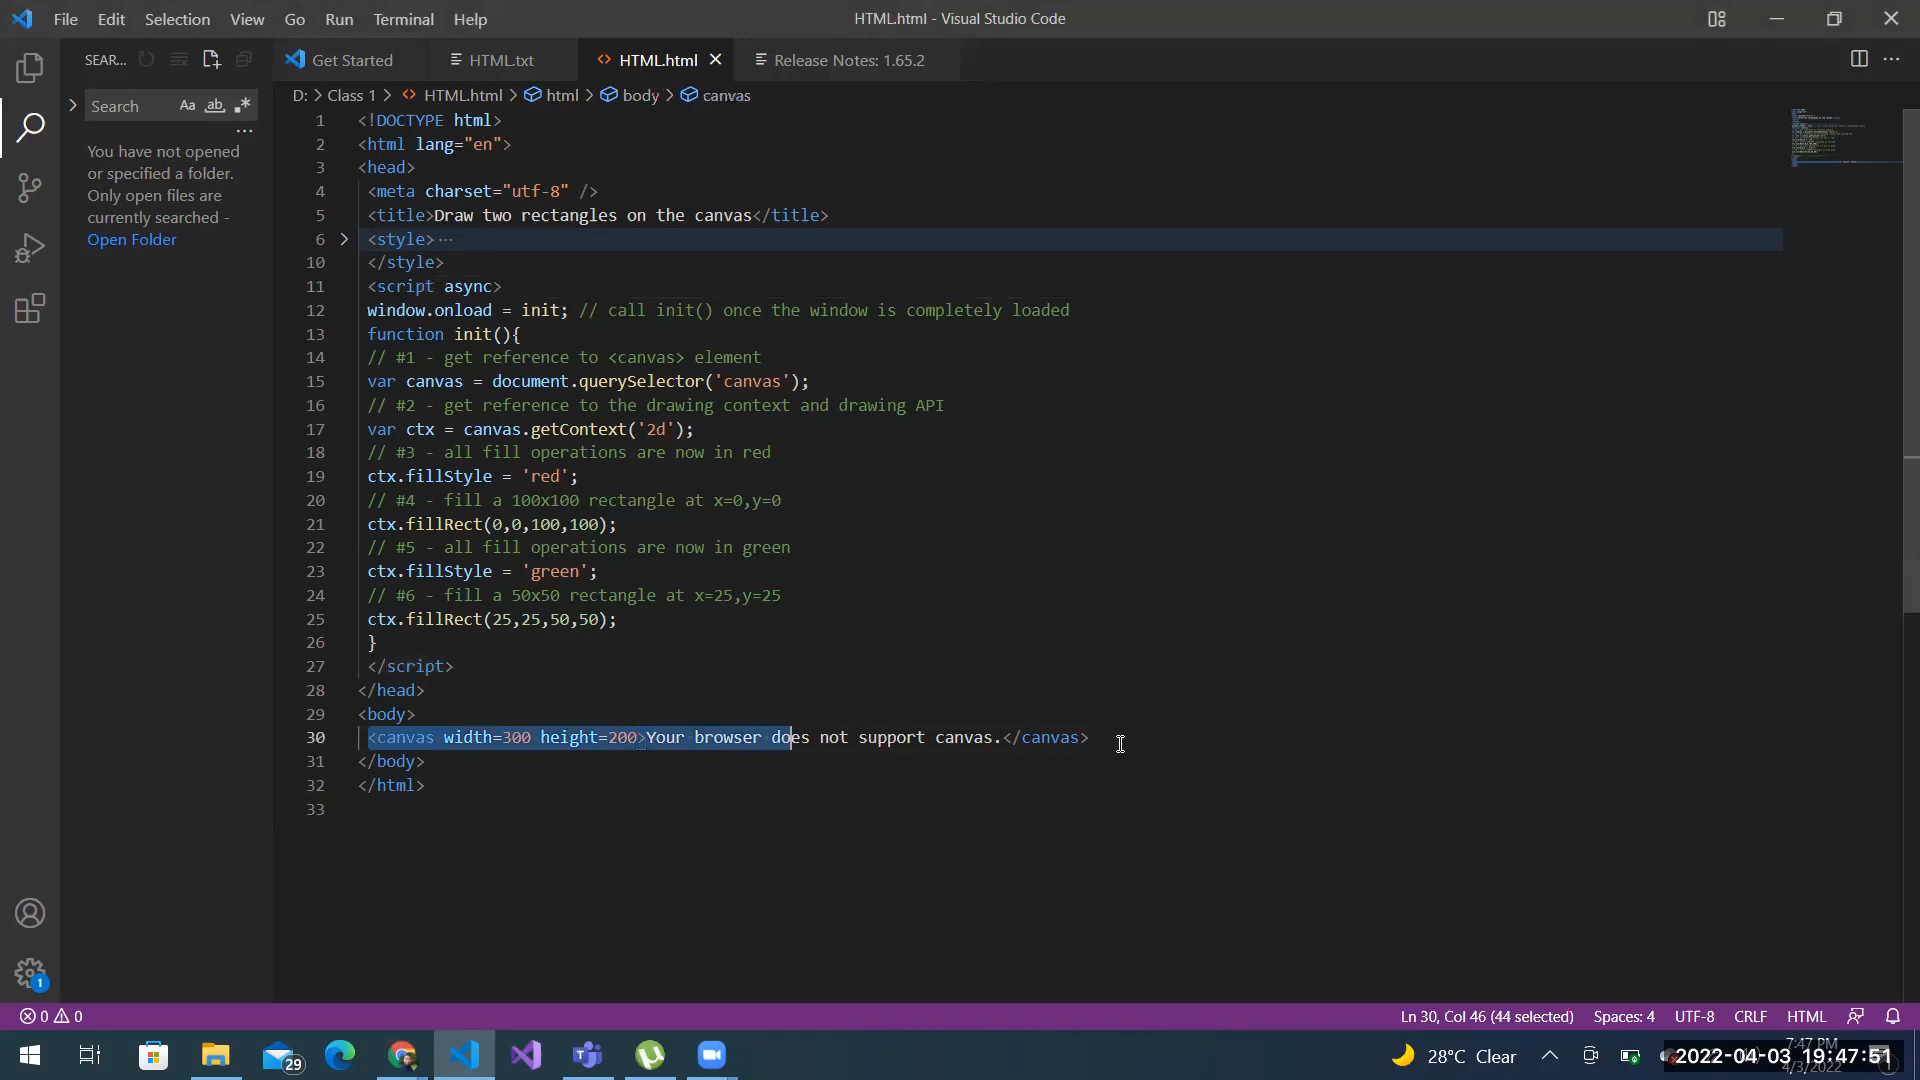 File Edit Selection View Go Run Terminal Help
HTML.html - Visual Studio Code
SEAR...
Get Started
HTML.txt
HTML.html
Release Notes: 1.65.2
Search
Aa ab .*
You have not opened
or specified a folder.
Only open files are
currently searched -
Open Folder
D: > Class 1 > HTML.html > html > body > canvas
1 <!DOCTYPE html>
2 <html lang="en">
3 <head>
4 <meta charset="utf-8" />
5 <title>Draw two rectangles on the canvas</title>
6 <style>...
10 </style>
11 <script async>
12 window.onload = init; // call init() once the window is completely loaded
13 function init(){
14 // #1 - get reference to <canvas> element
15 var canvas = document.querySelector('canvas');
16 // #2 - get reference to the drawing context and drawing API
17 var ctx = canvas.getContext('2d');
18 // #3 - all fill operations are now in red
19 ctx.fillStyle = 'red';
20 // #4 - fill a 100x100 rectangle at x=0,y=0
21 ctx.fillRect(0,0,100,100);
22 // #5 - all fill operations are now in green
23 ctx.fillStyle = 'green';
24 // #6 - fill a 50x50 rectangle at x=25,y=25
25 ctx.fillRect(25,25,50,50);
26 }
27 </script>
28 </head>
29 <body>
30 <canvas width=300 height=200>Your browser does not support canvas.</canvas>
31 </body>
32 </html>
33
1
0 0
Ln 30, Col 46 (44 selected)
Spaces: 4
UTF-8
CRLF
HTML
29
28°C Clear
7:47 PM
2022-04-03 19:47:51
4/3/2022
1